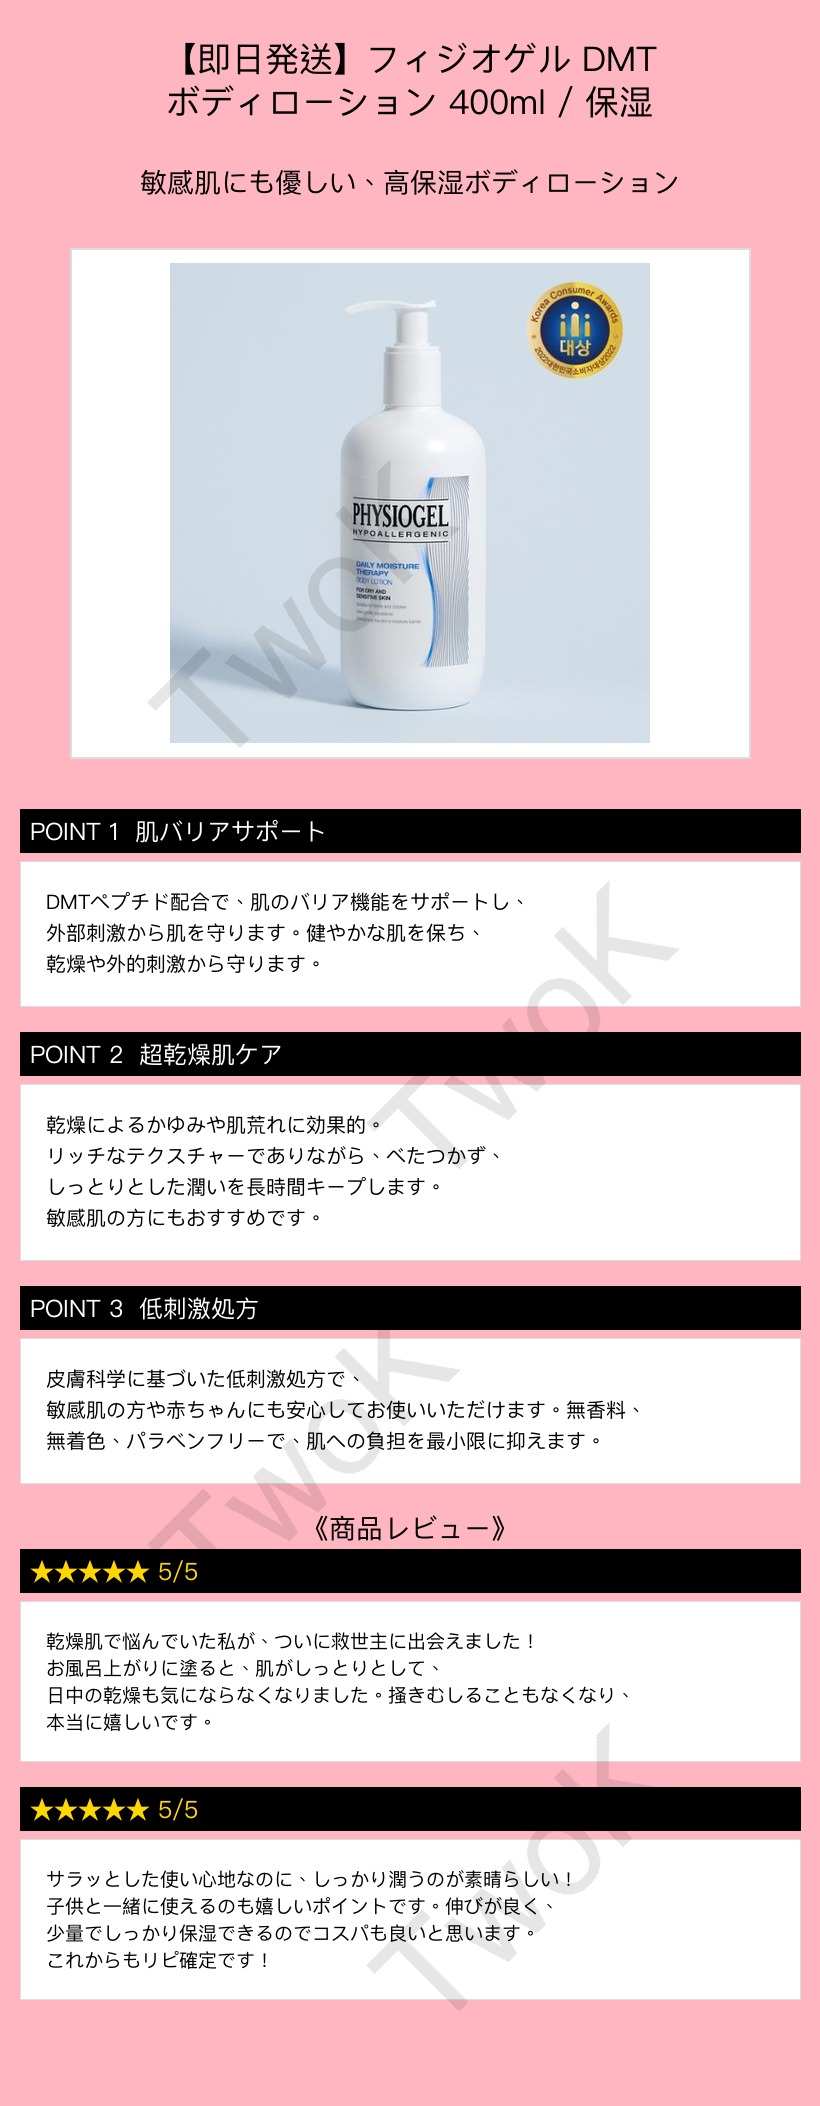 【即日発送】フィジオゲル DMT
ボディローション 400ml / 保湿
敏感肌にも優しい、高保湿ボディローション
Korea Consumer Awards
대상
2022대한민국소비자대상2022
PHYSIOGEL
HYPOALLERGENIC
DAILY MOISTURE
THERAPY
BODY LOTION
FOR DRY AND
SENSITIVE SKIN
TwoK
POINT 1 肌バリアサポート
DMTペプチド配合で、肌のバリア機能をサポートし、
外部刺激から肌を守ります。健やかな肌を保ち、
乾燥や外的刺激から守ります。
TwoK
POINT 2 超乾燥肌ケア
乾燥によるかゆみや肌荒れに効果的。
リッチなテクスチャーでありながら、べたつかず、
しっとりとした潤いを長時間キープします。
敏感肌の方にもおすすめです。
POINT 3 低刺激処方
皮膚科学に基づいた低刺激処方で、
敏感肌の方や赤ちゃんにも安心してお使いいただけます。無香料、
無着色、パラベンフリーで、肌への負担を最小限に抑えます。
TwoK
《商品レビュー》
★★★★★ 5/5
乾燥肌で悩んでいた私が、ついに救世主に出会えました！
お風呂上がりに塗ると、肌がしっとりとして、
日中の乾燥も気にならなくなりました。掻きむしることもなくなり、
本当に嬉しいです。
★★★★★ 5/5
サラッとした使い心地なのに、しっかり潤うのが素晴らしい！
子供と一緒に使えるのも嬉しいポイントです。伸びが良く、
少量でしっかり保湿できるのでコスパも良いと思います。
これからもリピ確定です！
TwoK